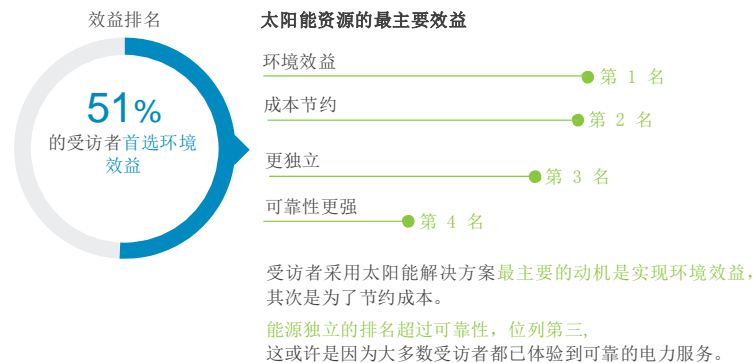 效益排名
51%
的受访者首选环境
效益
太阳能资源的最主要效益
环境效益
第 1 名
成本节约
第 2 名
更独立
第 3 名
可靠性更强
第 4 名
受访者采用太阳能解决方案最主要的动机是实现环境效益，
其次是为了节约成本。
能源独立的排名超过可靠性，位列第三,
这或许是因为大多数受访者都已体验到可靠的电力服务。